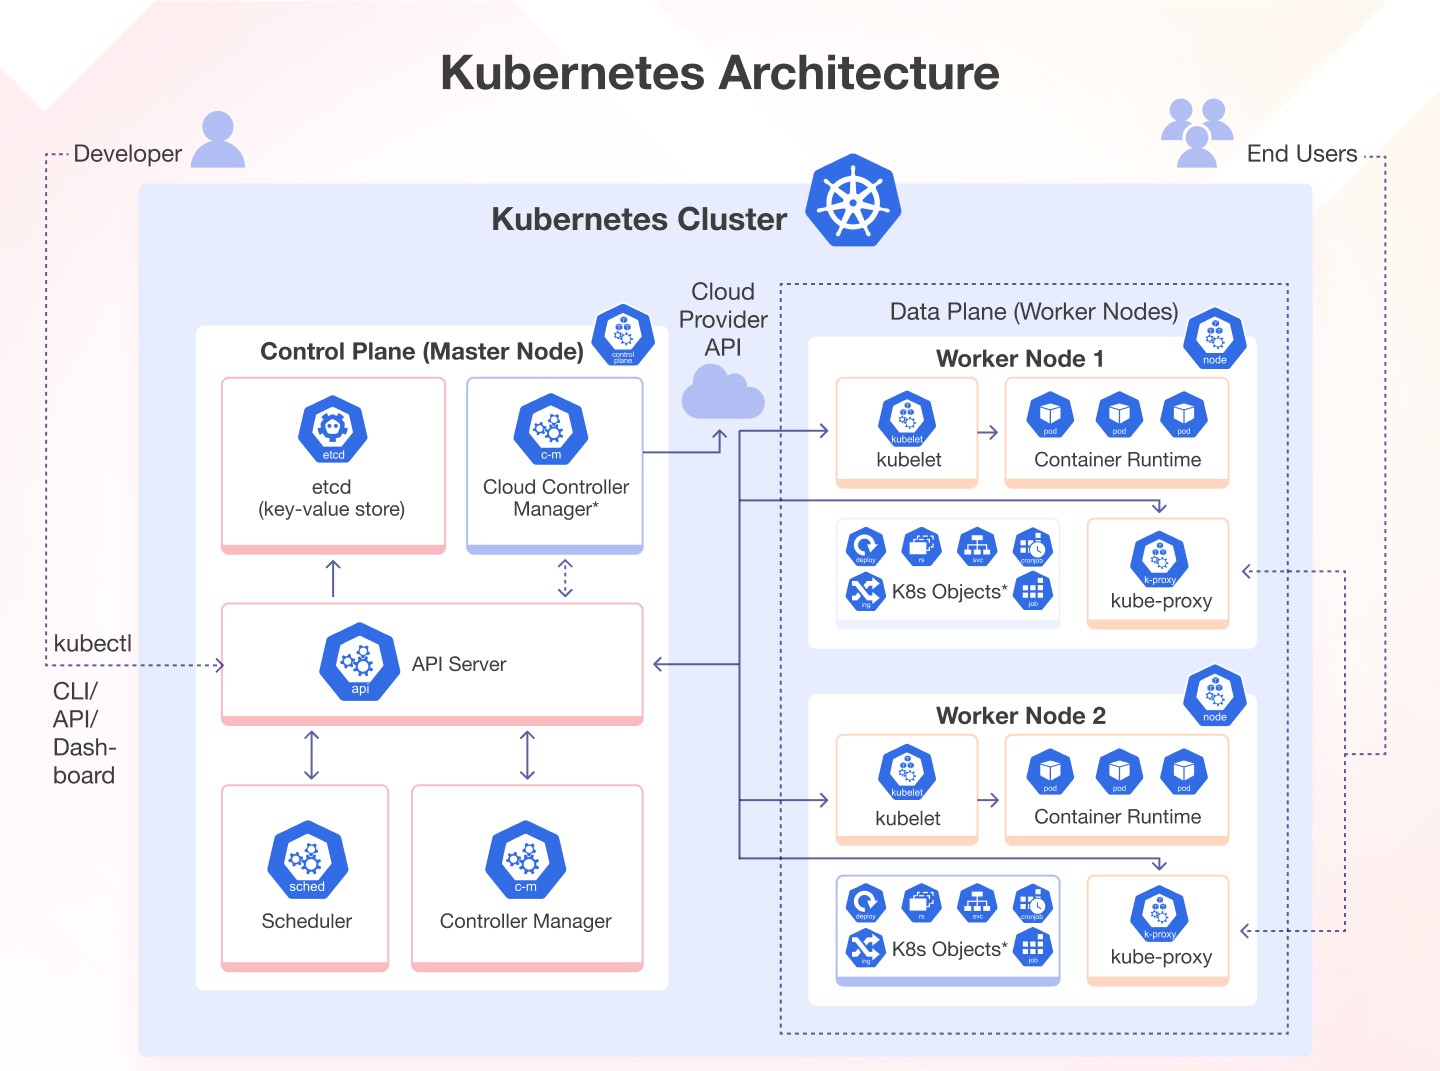 Kubernetes Architecture
Developer
End Users
Kubernetes Cluster
Cloud
Provider
API
Data Plane (Worker Nodes)
Control Plane (Master Node)
control
plane
etcd
etcd
(key-value store)
c-m
Cloud Controller
Manager*
kubectl
CLI/
API/
Dash-
board
api
API Server
sched
Scheduler
c-m
Controller Manager
Worker Node 1
node
kubelet
kubelet
pod
pod
pod
Container Runtime
deploy
rs
svc
cronjob
ing
K8s Objects*
job
k-proxy
kube-proxy
Worker Node 2
node
kubelet
kubelet
pod
pod
pod
Container Runtime
deploy
rs
svc
cronjob
ing
K8s Objects*
job
k-proxy
kube-proxy